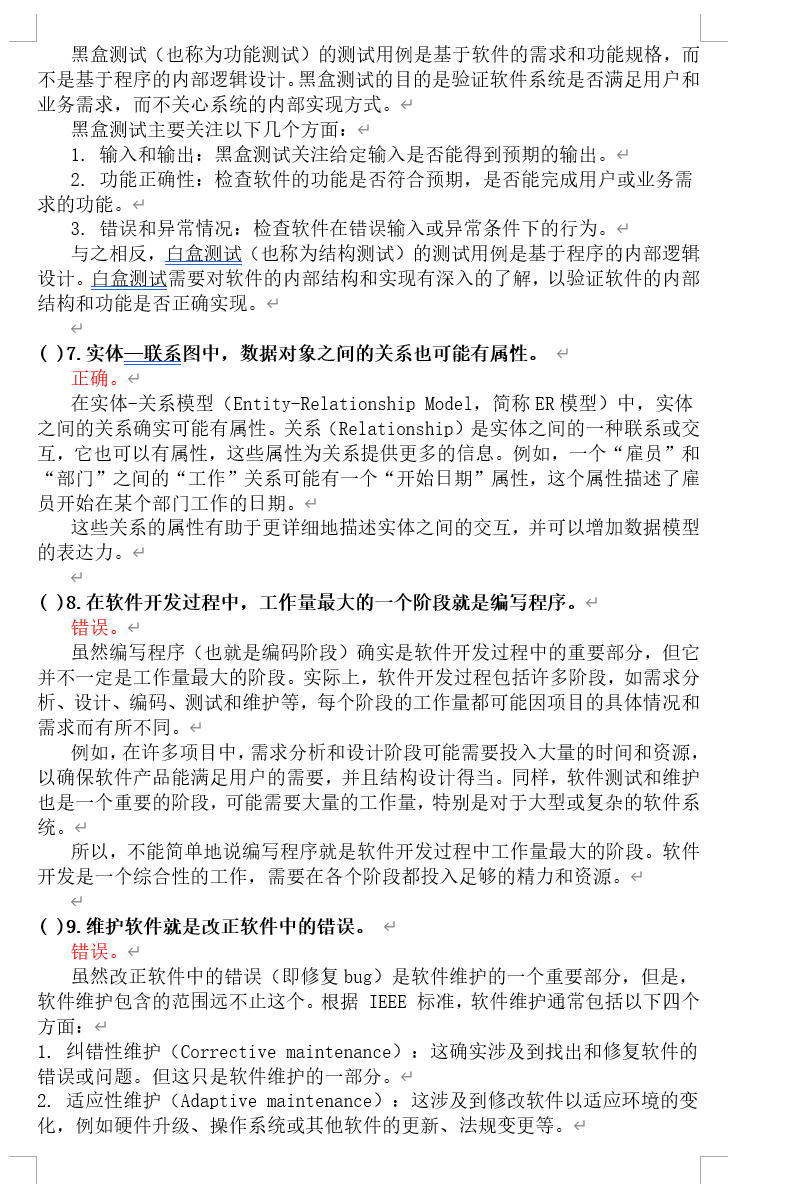 黑盒测试（也称为功能测试）的测试用例是基于软件的需求和功能规格，而
不是基于程序的内部逻辑设计。黑盒测试的目的是验证软件系统是否满足用户和
业务需求，而不关心系统的内部实现方式。↵
黑盒测试主要关注以下几个方面：↵
1. 输入和输出：黑盒测试关注给定输入是否能得到预期的输出。↵
2. 功能正确性：检查软件的功能是否符合预期，是否能完成用户或业务需
求的功能。↵
3. 错误和异常情况：检查软件在错误输入或异常条件下的行为。↵
与之相反，白盒测试（也称为结构测试）的测试用例是基于程序的内部逻辑
设计。白盒测试需要对软件的内部结构和实现有深入的了解，以验证软件的内部
结构和功能是否正确实现。↵
↵
( )7.实体—联系图中，数据对象之间的关系也可能有属性。 ↵
正确。↵
在实体-关系模型（Entity-Relationship Model，简称ER模型）中，实体
之间的关系确实可能有属性。关系（Relationship）是实体之间的一种联系或交
互，它也可以有属性，这些属性为关系提供更多的信息。例如，一个“雇员”和
“部门”之间的“工作”关系可能有一个“开始日期”属性，这个属性描述了雇
员开始在某个部门工作的日期。↵
这些关系的属性有助于更详细地描述实体之间的交互，并可以增加数据模型
的表达力。↵
↵
( )8.在软件开发过程中，工作量最大的一个阶段就是编写程序。↵
错误。↵
虽然编写程序（也就是编码阶段）确实是软件开发过程中的重要部分，但它
并不一定是工作量最大的阶段。实际上，软件开发过程包括许多阶段，如需求分
析、设计、编码、测试和维护等，每个阶段的工作量都可能因项目的具体情况和
需求而有所不同。↵
例如，在许多项目中，需求分析和设计阶段可能需要投入大量的时间和资源，
以确保软件产品能满足用户的需要，并且结构设计得当。同样，软件测试和维护
也是一个重要的阶段，可能需要大量的工作量，特别是对于大型或复杂的软件系
统。↵
所以，不能简单地说编写程序就是软件开发过程中工作量最大的阶段。软件
开发是一个综合性的工作，需要在各个阶段都投入足够的精力和资源。↵
↵
( )9.维护软件就是改正软件中的错误。 ↵
错误。↵
虽然改正软件中的错误（即修复bug）是软件维护的一个重要部分，但是，
软件维护包含的范围远不止这个。根据 IEEE 标准，软件维护通常包括以下四个
方面：↵
1. 纠错性维护（Corrective maintenance）：这确实涉及到找出和修复软件的
错误或问题。但这只是软件维护的一部分。↵
2. 适应性维护（Adaptive maintenance）：这涉及到修改软件以适应环境的变
化，例如硬件升级、操作系统或其他软件的更新、法规变更等。↵